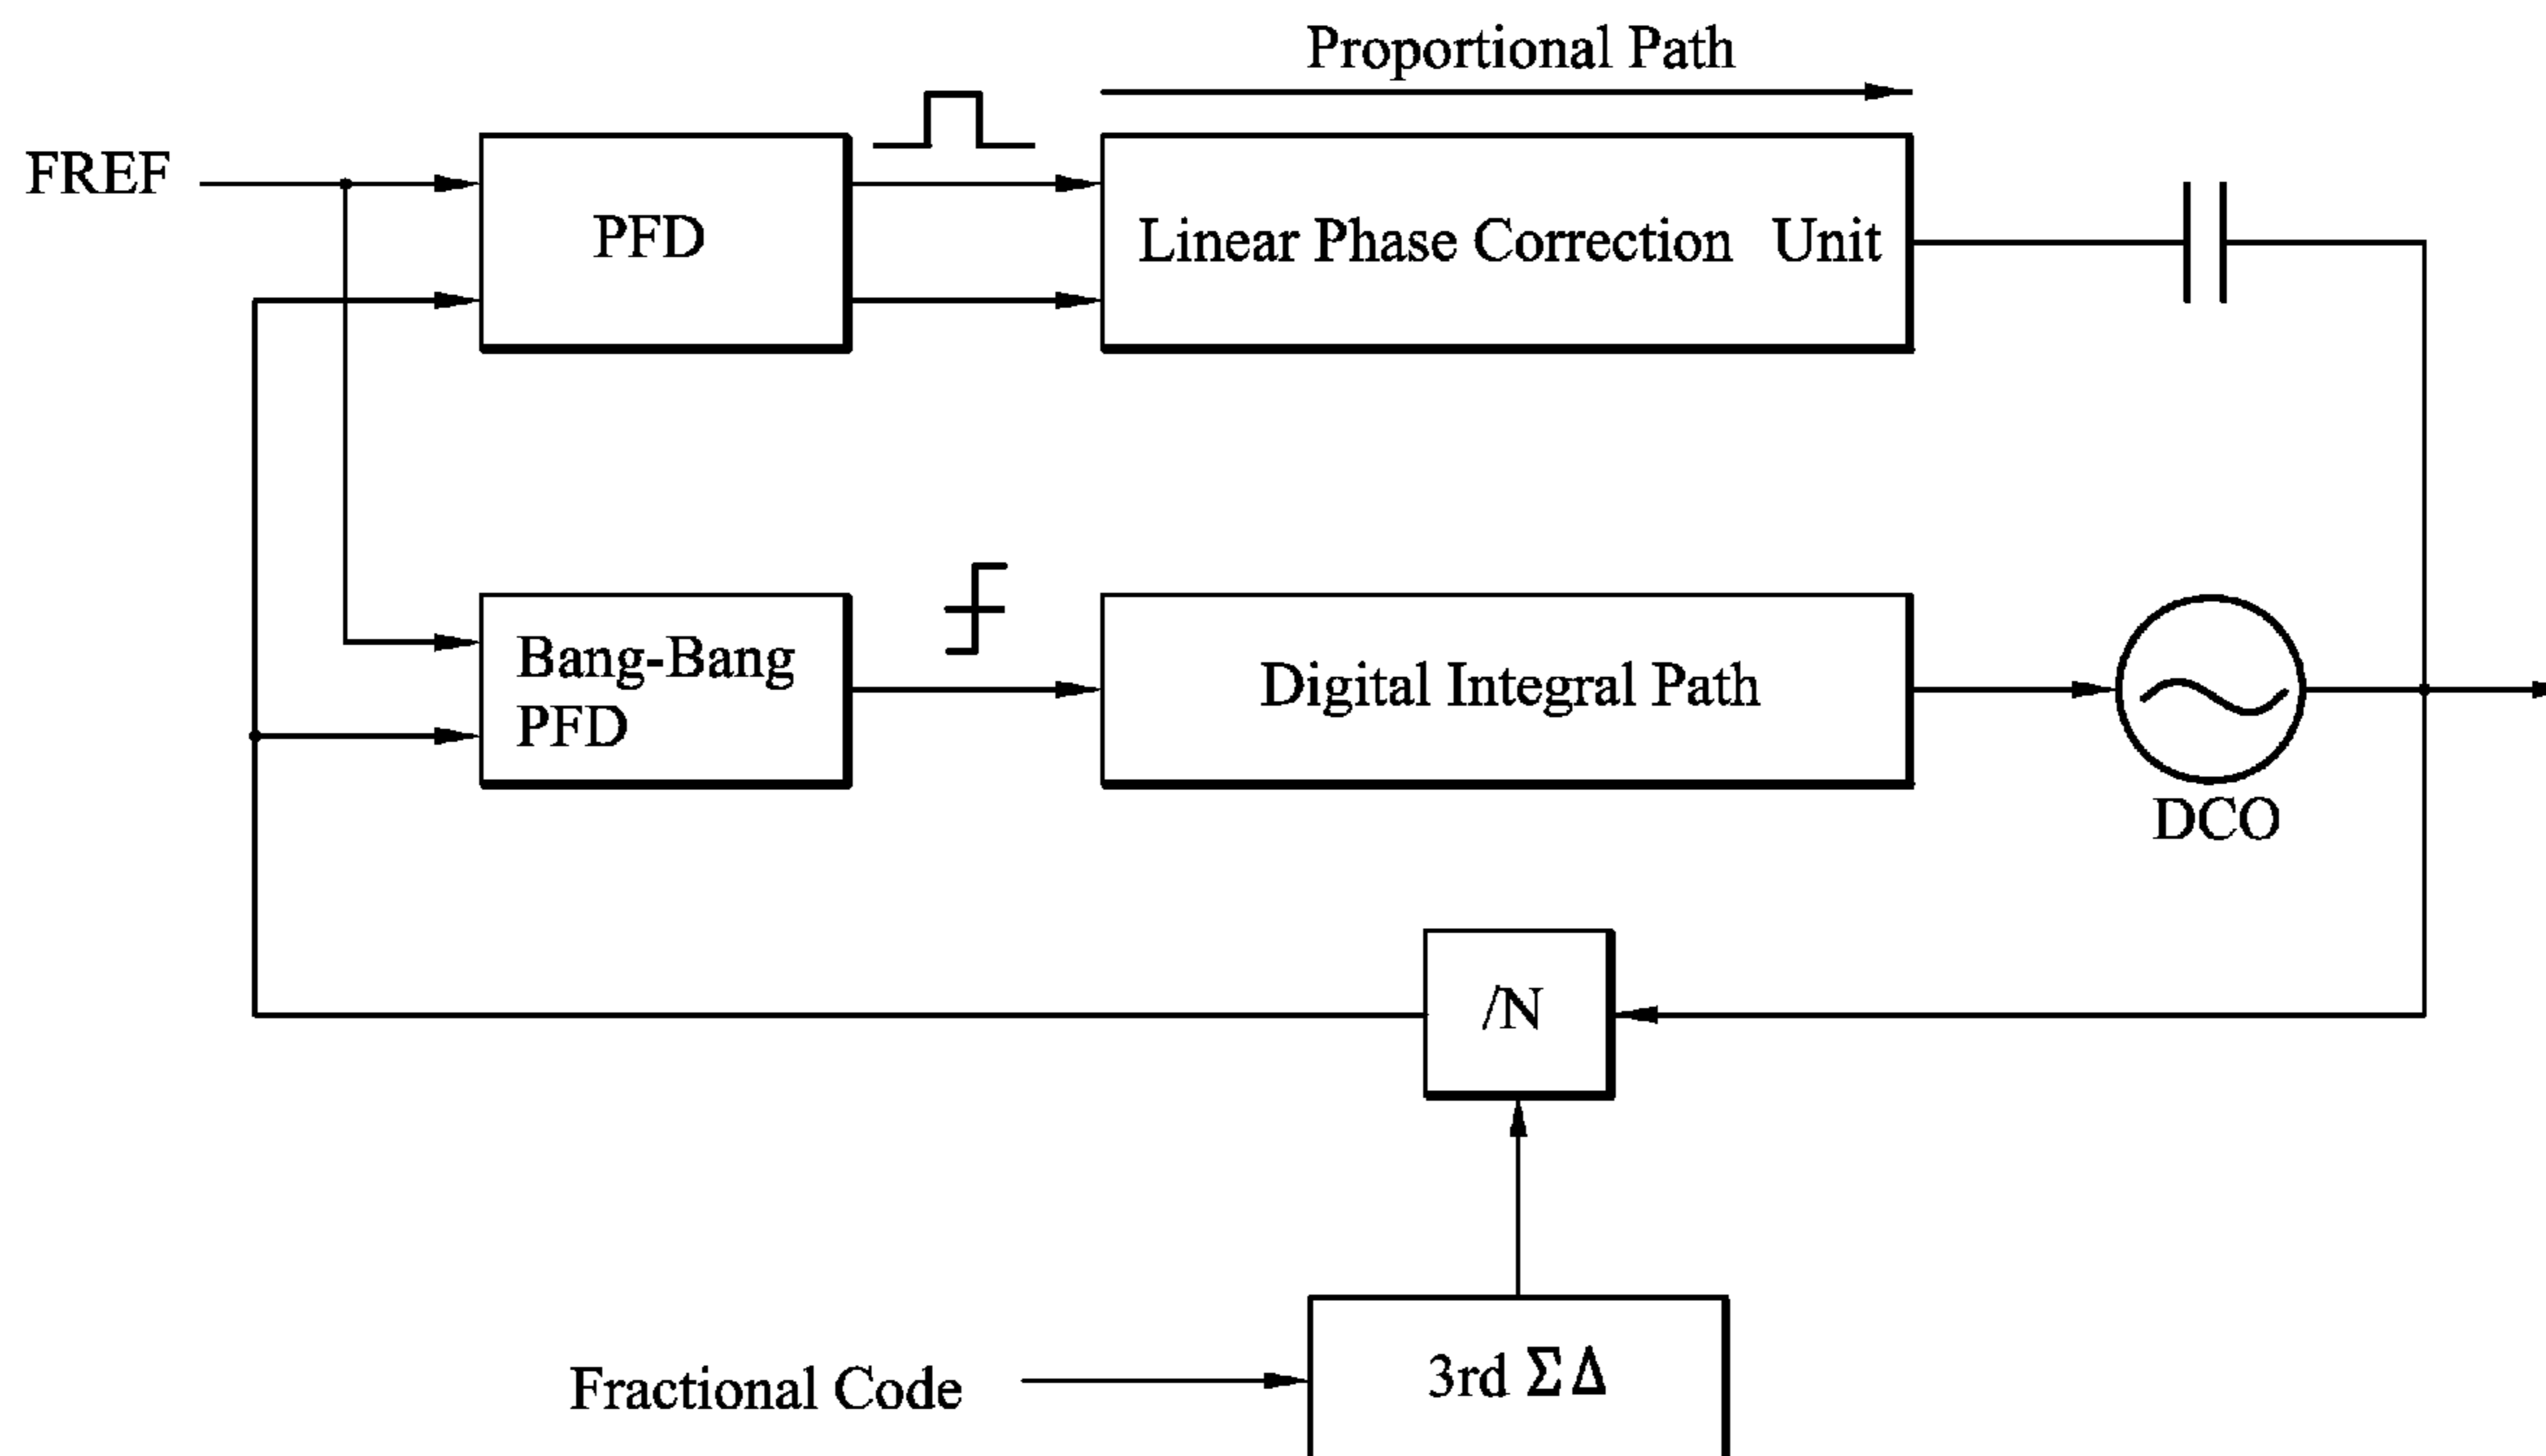 Proportional Path
FREF
PFD
Linear Phase Correction Unit
Bang-Bang
PFD
Digital Integral Path
DCO
/N
Fractional Code
3rd ΣΔ